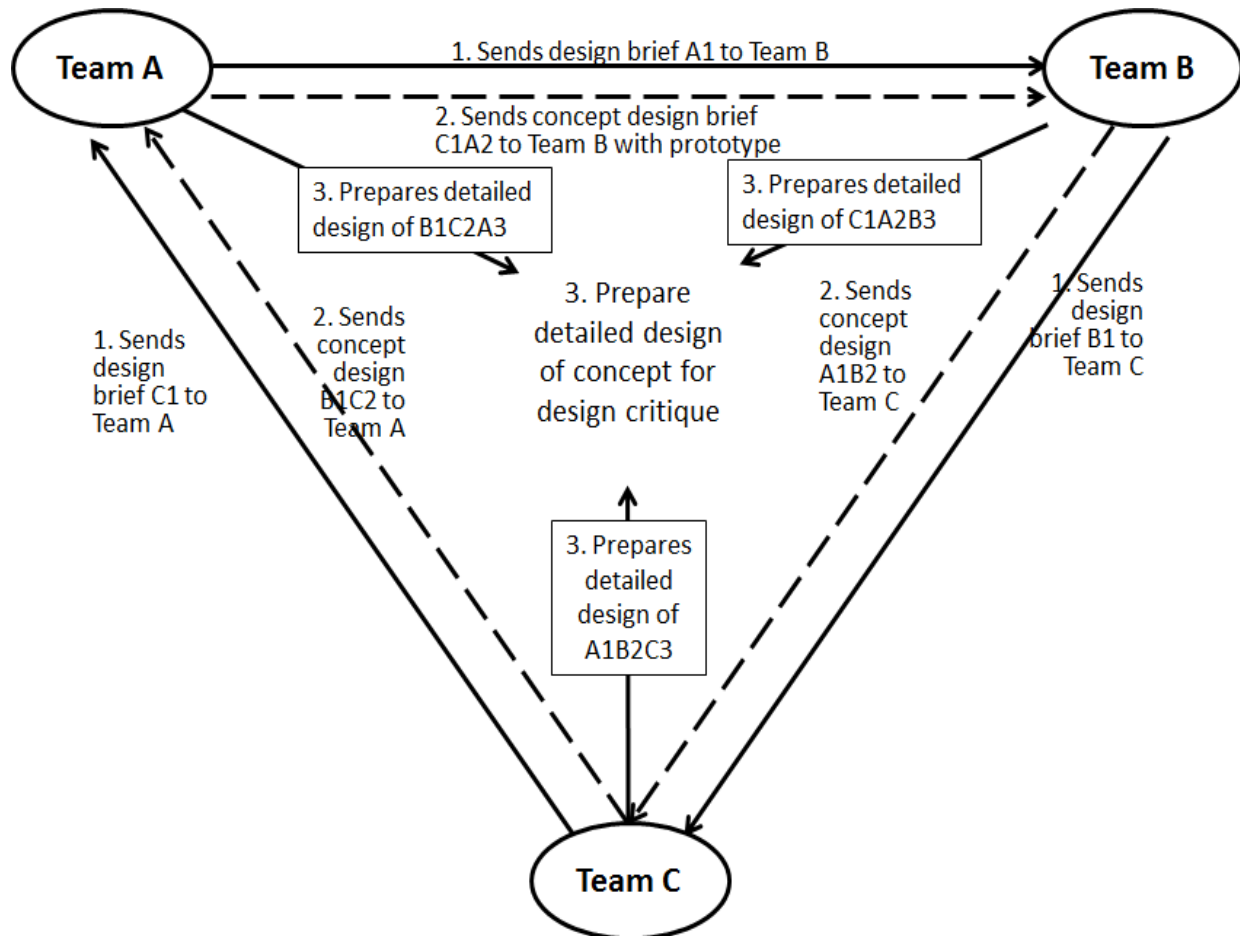 Team A
1. Sends design brief A1 to Team B
Team B
2. Sends concept design brief
C1A2 to Team B with prototype
3. Prepares detailed
design of B1C2A3
3. Prepares detailed
design of C1A2B3
1. Sends
design
brief C1 to
Team A
2. Sends
concept
design
B1C2 to
Team A
3. Prepare
detailed design
of concept for
design critique
2. Sends
concept
design
A1B2 to
Team C
1. Sends
design
brief B1 to
Team C
3. Prepares
detailed
design of
A1B2C3
Team C